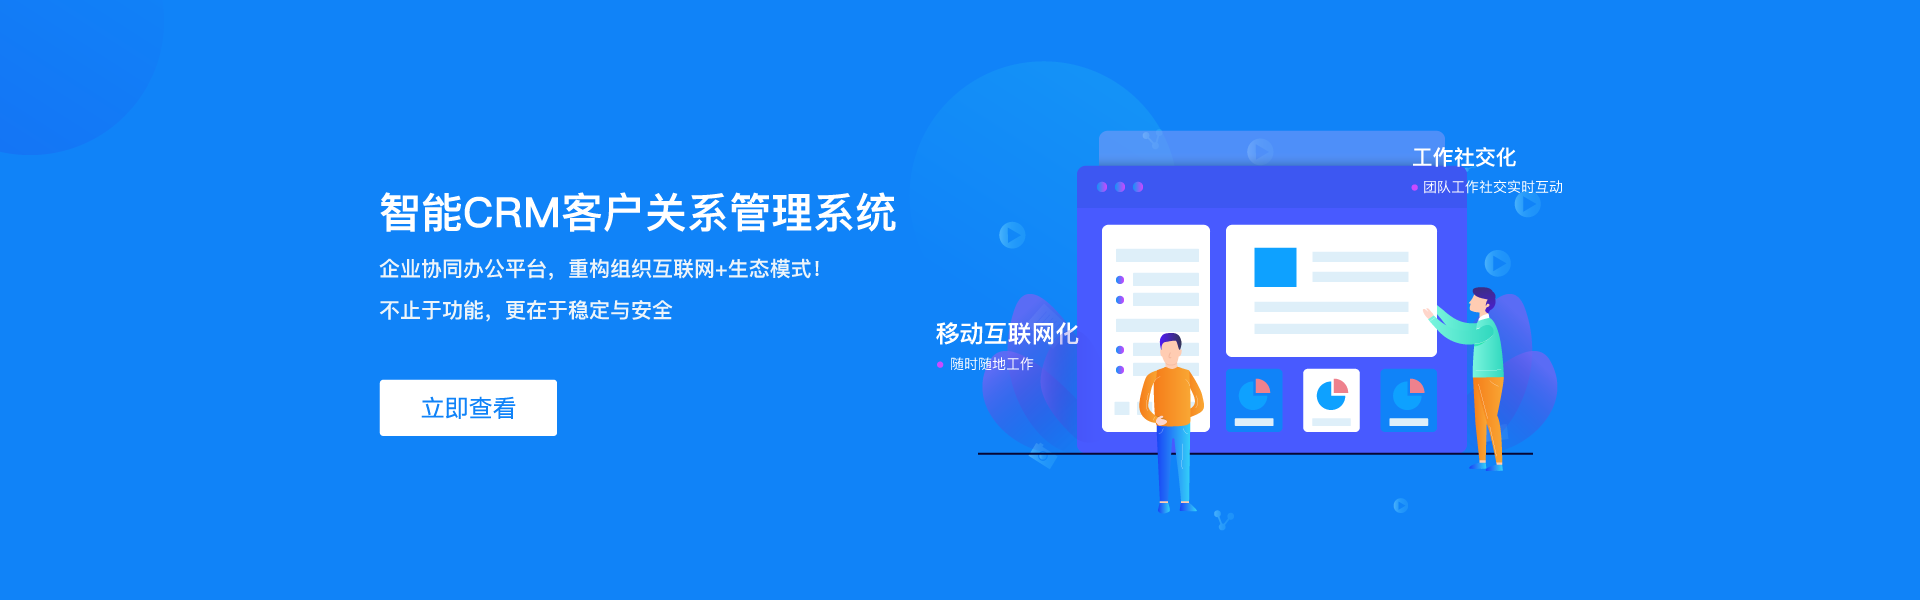 智能CRM客户关系管理系统
企业协同办公平台，重构组织互联网+生态模式！
不止于功能，更在于稳定与安全
立即查看
工作社交化
团队工作社交实时互动
移动互联网化
随时随地工作